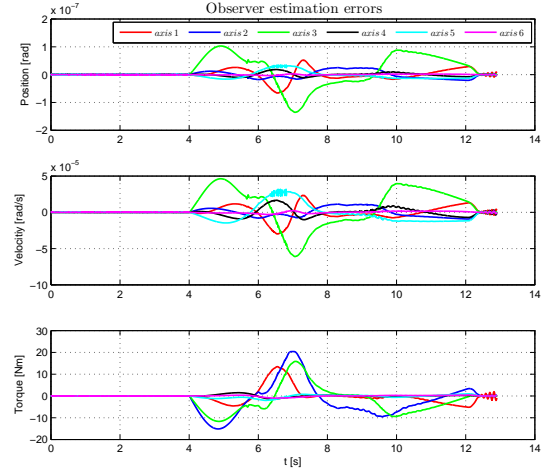 Observer estimation errors
x 10^-7
axis 1 axis 2 axis 3 axis 4 axis 5 axis 6
Position [rad]
2
1
0
−1
−2
0 2 4 6 8 10 12 14
x 10^-5
Velocitiy [rad/s]
5
0
−5
−10
0 2 4 6 8 10 12 14
Torque [Nm]
30
20
10
0
−10
−20
0 2 4 6 8 10 12 14
t [s]